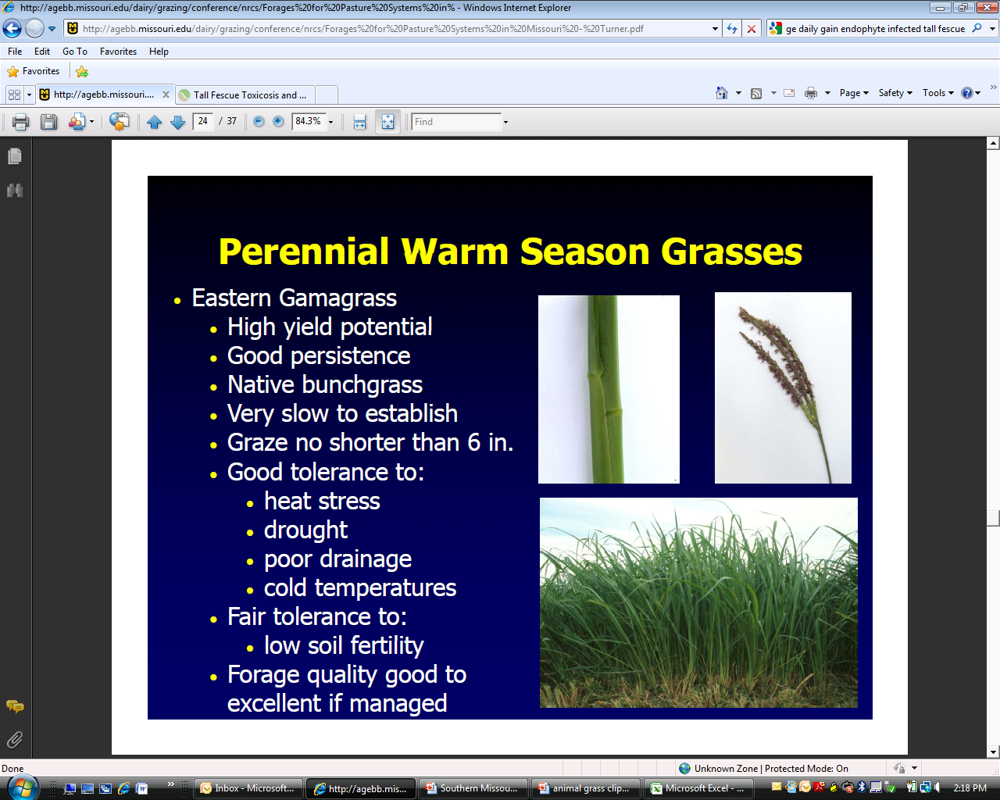 http://agebb.missouri.edu/dairy/grazing/conference/nrcs/Forages%20for%20Pasture%20Systems%20in% - Windows Internet Explorer
http://agebb.missouri.edu/dairy/grazing/conference/nrcs/Forages%20for%20Pasture%20Systems%20in%20Missouri%20-%20Turner.pdf
ge daily gain endophyte infected tall fescue
File Edit Go To Favorites Help
Favorites
http://agebb.missouri.... Tall Fescue Toxicosis and ... Page Safety Tools
24 / 37 84.3% Find
Perennial Warm Season Grasses
• Eastern Gamagrass
• High yield potential
• Good persistence
• Native bunchgrass
• Very slow to establish
• Graze no shorter than 6 in.
• Good tolerance to:
• heat stress
• drought
• poor drainage
• cold temperatures
• Fair tolerance to:
• low soil fertility
• Forage quality good to
excellent if managed
Done Unknown Zone | Protected Mode: On
Inbox - Microsoft... http://agebb.mis... Southern Missou... animal grass clip... Microsoft Excel - ... 2:18 PM